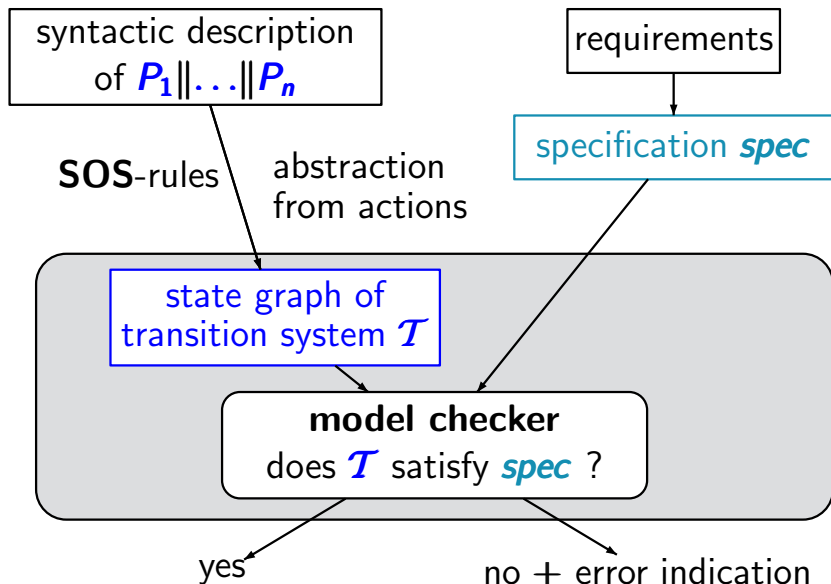 syntactic description
of P₁‖...‖Pₙ
requirements
specification spec
SOS-rules
abstraction
from actions
state graph of
transition system 𝒯
model checker
does 𝒯 satisfy spec ?
yes
no + error indication